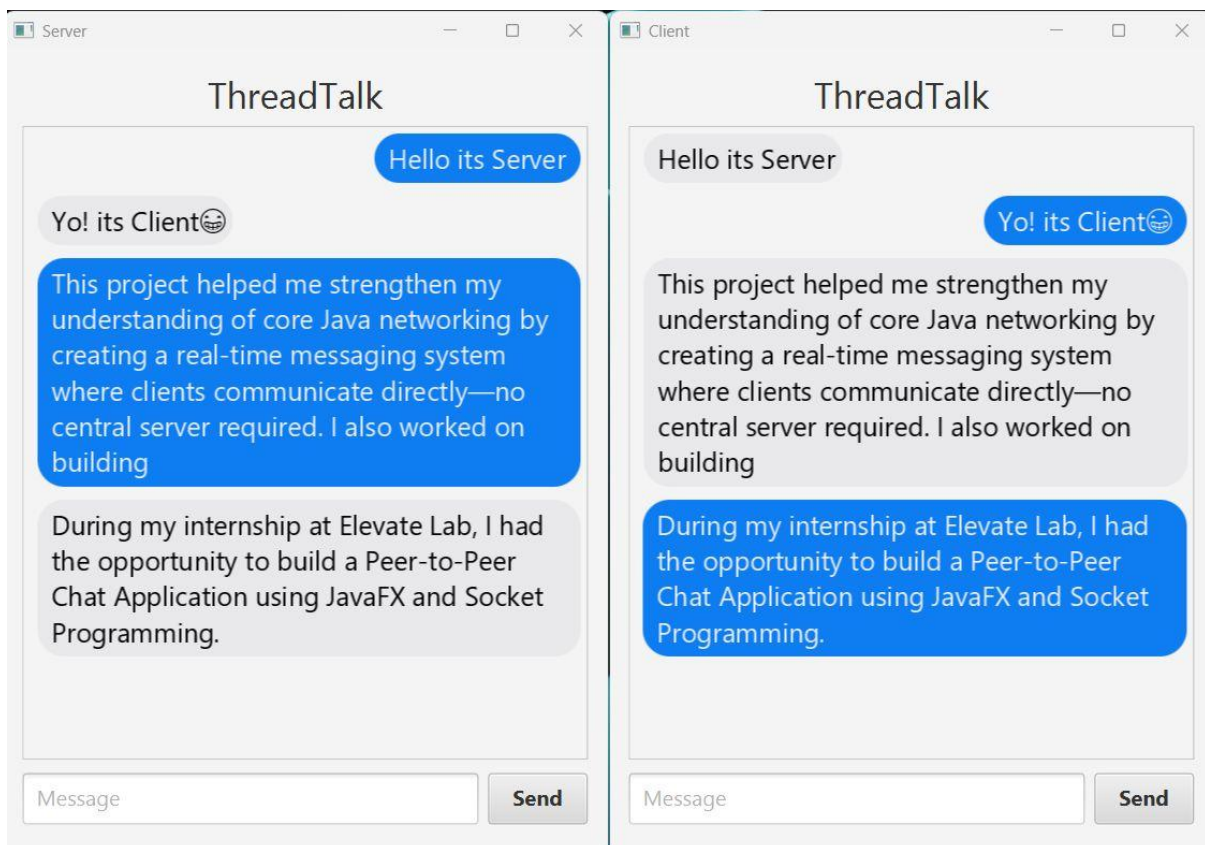 Server
ThreadTalk
Hello its Server
Yo! its Client😁
This project helped me strengthen my
understanding of core Java networking by
creating a real-time messaging system
where clients communicate directly—no
central server required. I also worked on
building
During my internship at Elevate Lab, I had
the opportunity to build a Peer-to-Peer
Chat Application using JavaFX and Socket
Programming.
Message
Send
Client
ThreadTalk
Hello its Server
Yo! its Client😁
This project helped me strengthen my
understanding of core Java networking by
creating a real-time messaging system
where clients communicate directly—no
central server required. I also worked on
building
During my internship at Elevate Lab, I had
the opportunity to build a Peer-to-Peer
Chat Application using JavaFX and Socket
Programming.
Message
Send